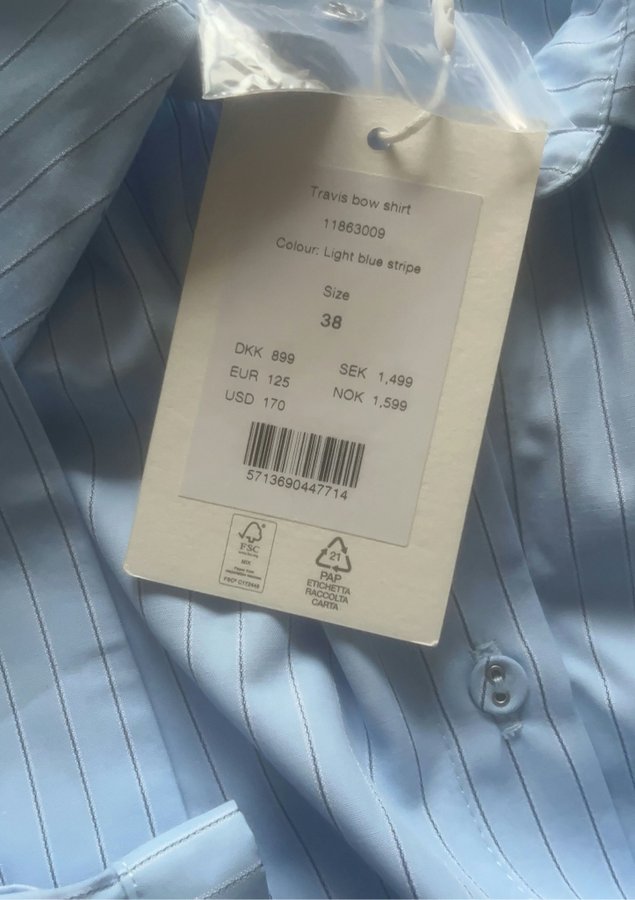 Travis bow shirt
11863009
Colour: Light blue stripe
Size
38
DKK 899
EUR 125
USD 170
SEK 1,499
NOK 1,599
5713690447714
FSC
MIX
21
PAP
ETICHETTA
RACCOLTA
CARTA